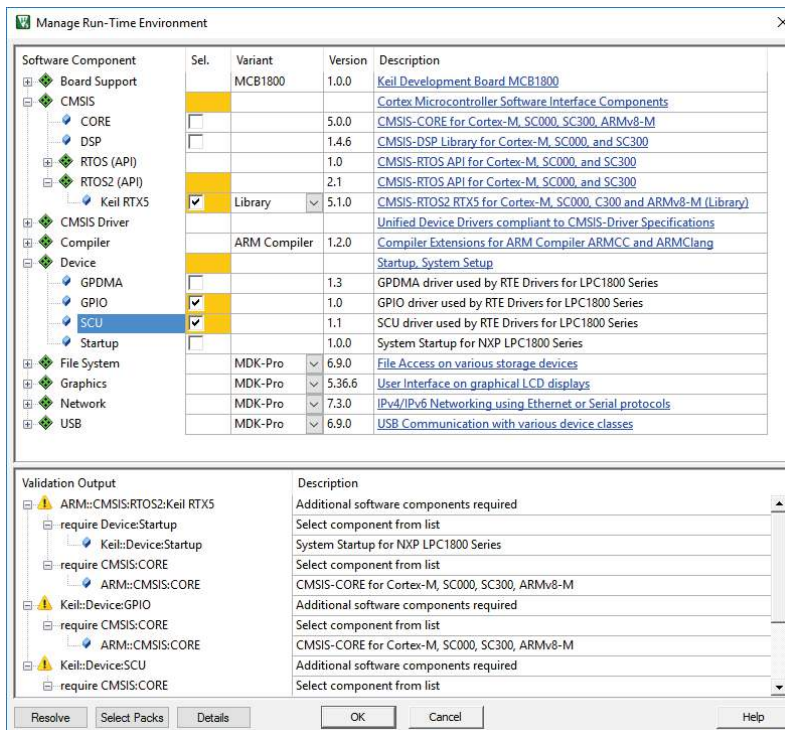 Manage Run-Time Environment
Software Component Sel. Variant Version Description
Board Support MCB1800 1.0.0 Keil Development Board MCB1800
CMSIS Cortex Microcontroller Software Interface Components
CORE 5.0.0 CMSIS-CORE for Cortex-M, SC000, SC300, ARMv8-M
DSP 1.4.6 CMSIS-DSP Library for Cortex-M, SC000, and SC300
RTOS (API) 1.0 CMSIS-RTOS API for Cortex-M, SC000, and SC300
RTOS2 (API) 2.1 CMSIS-RTOS API for Cortex-M, SC000, and SC300
Keil RTX5 Library 5.1.0 CMSIS-RTOS2 RTX5 for Cortex-M, SC000, C300 and ARMv8-M (Library)
CMSIS Driver Unified Device Drivers compliant to CMSIS-Driver Specifications
Compiler ARM Compiler 1.2.0 Compiler Extensions for ARM Compiler ARMCC and ARMClang
Device Startup, System Setup
GPDMA 1.3 GPDMA driver used by RTE Drivers for LPC1800 Series
GPIO 1.0 GPIO driver used by RTE Drivers for LPC1800 Series
SCU 1.1 SCU driver used by RTE Drivers for LPC1800 Series
Startup 1.0.0 System Startup for NXP LPC1800 Series
File System MDK-Pro 6.9.0 File Access on various storage devices
Graphics MDK-Pro 5.36.6 User Interface on graphical LCD displays
Network MDK-Pro 7.3.0 IPv4/IPv6 Networking using Ethernet or Serial protocols
USB MDK-Pro 6.9.0 USB Communication with various device classes
Validation Output Description
ARM::CMSIS:RTOS2:Keil RTX5 Additional software components required
require Device:Startup Select component from list
Keil::Device:Startup System Startup for NXP LPC1800 Series
require CMSIS:CORE Select component from list
ARM::CMSIS:CORE CMSIS-CORE for Cortex-M, SC000, SC300, ARMv8-M
Keil::Device:GPIO Additional software components required
require CMSIS:CORE Select component from list
ARM::CMSIS:CORE CMSIS-CORE for Cortex-M, SC000, SC300, ARMv8-M
Keil::Device:SCU Additional software components required
require CMSIS:CORE Select component from list
Resolve Select Packs Details OK Cancel Help